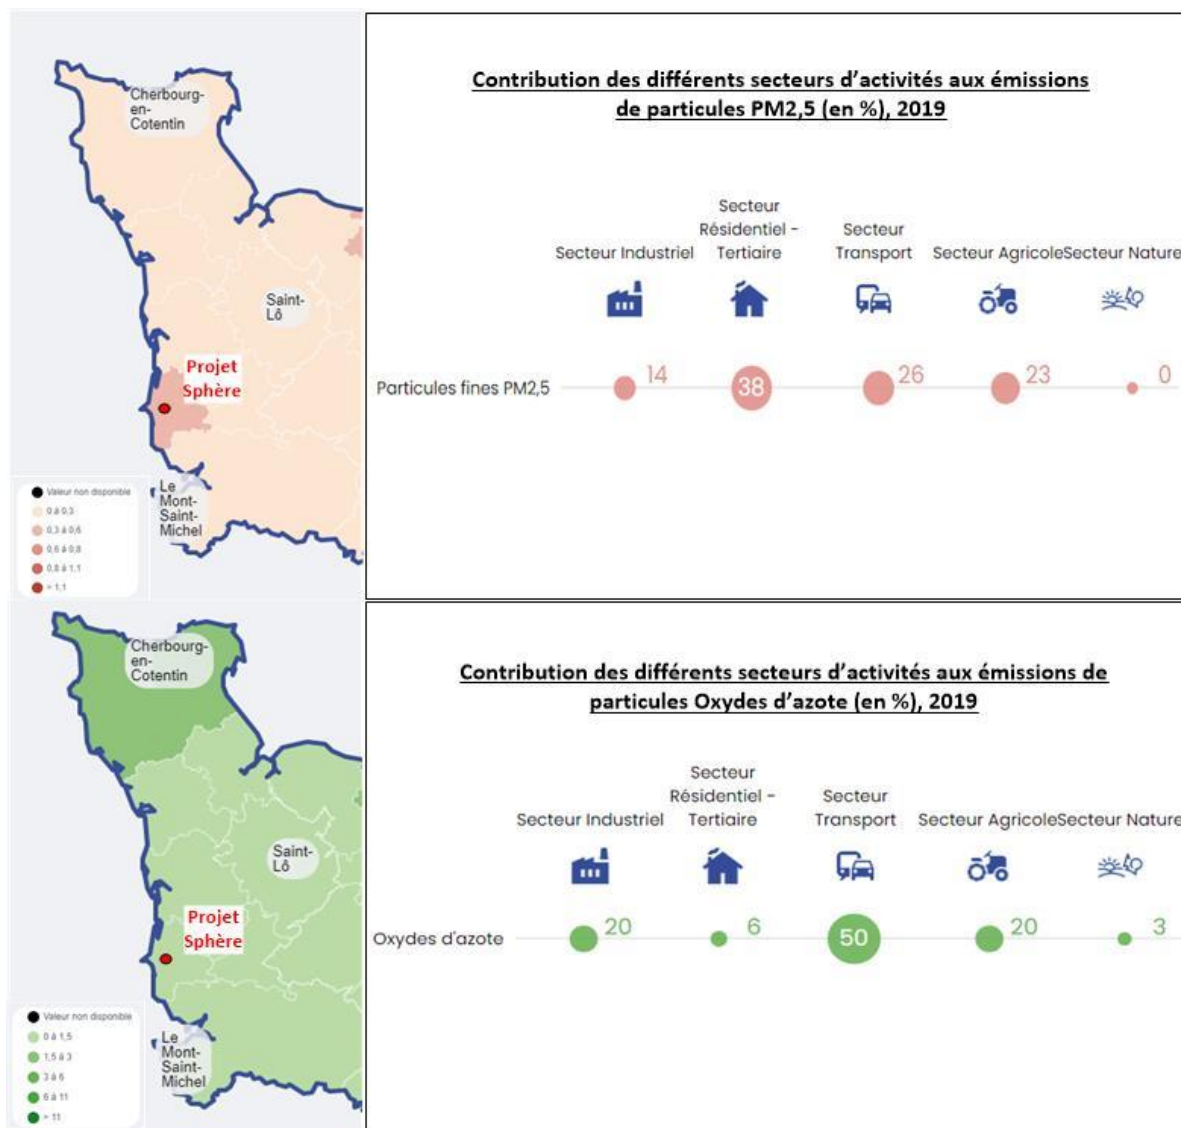 Cherbourg-
en-
Cotentin
Saint-
Lô
Projet
Sphère
Le
Mont-
Saint-
Michel
Valeur non disponible
0 à 0,3
0,3 à 0,6
0,6 à 0,8
0,8 à 1,1
> 1,1
Contribution des différents secteurs d'activités aux émissions
de particules PM2,5 (en %), 2019
Secteur Industriel
Secteur
Résidentiel -
Tertiaire
Secteur
Transport
Secteur Agricole
Secteur Nature
Particules fines PM2,5
14
38
26
23
0
Cherbourg-
en-
Cotentin
Saint-
Lô
Projet
Sphère
Le
Mont-
Saint-
Michel
Valeur non disponible
0 à 1,5
1,5 à 3
3 à 6
6 à 11
> 11
Contribution des différents secteurs d'activités aux émissions de
particules Oxydes d'azote (en %), 2019
Secteur Industriel
Secteur
Résidentiel -
Tertiaire
Secteur
Transport
Secteur Agricole
Secteur Nature
Oxydes d'azote
20
6
50
20
3